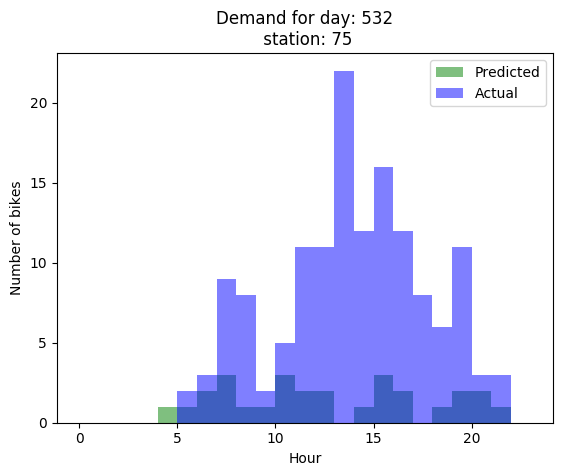 Demand for day: 532
station: 75
Predicted
Actual
20
15
10
5
0
Number of bikes
0 5 10 15 20
Hour